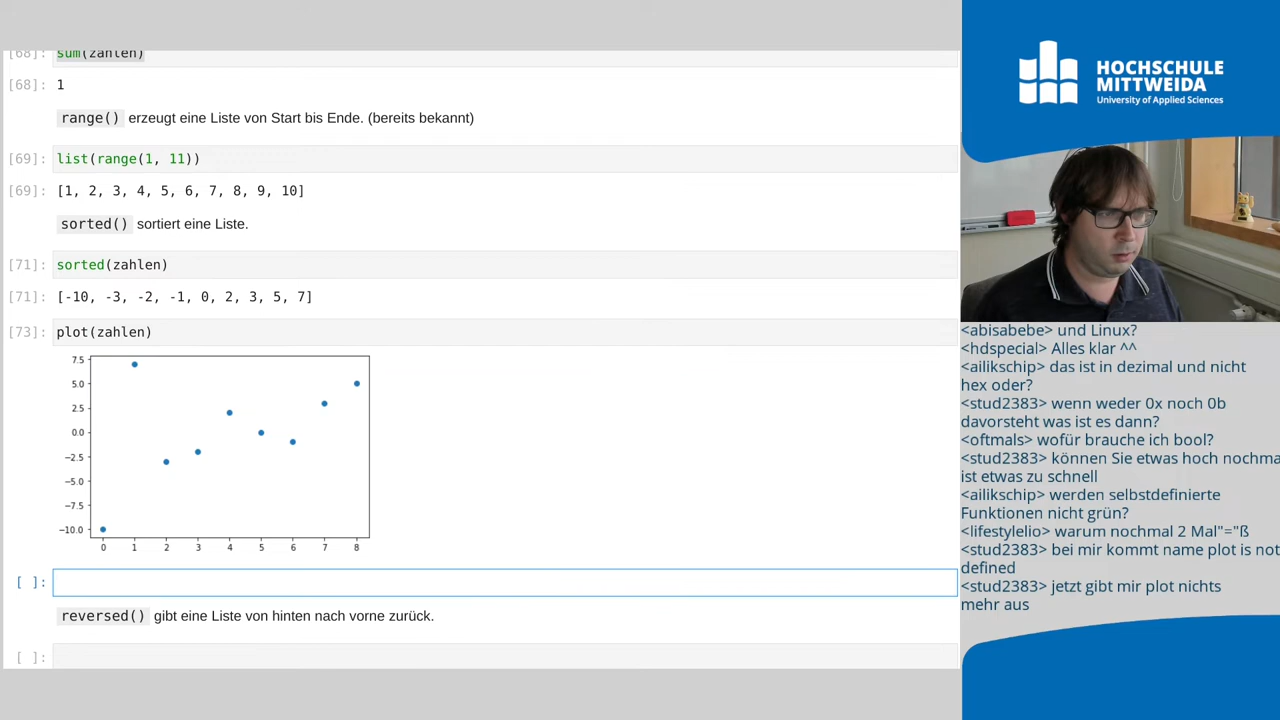 [68]: sum(zahlen)
[68]: 1
range() erzeugt eine Liste von Start bis Ende. (bereits bekannt)
[69]: list(range(1, 11))
[69]: [1, 2, 3, 4, 5, 6, 7, 8, 9, 10]
sorted() sortiert eine Liste.
[71]: sorted(zahlen)
[71]: [-10, -3, -2, -1, 0, 2, 3, 5, 7]
[73]: plot(zahlen)
7.5
5.0
2.5
0.0
−2.5
−5.0
−7.5
−10.0
0 1 2 3 4 5 6 7 8
[ ]:
reversed() gibt eine Liste von hinten nach vorne zurück.
[ ]:
HOCHSCHULE
MITTWEIDA
University of Applied Sciences
<abisabebe> und Linux?
<hdspecial> Alles klar ^^
<ailikschip> das ist in dezimal und nicht
hex oder?
<stud2383> wenn weder 0x noch 0b
davorsteht was ist es dann?
<oftmals> wofür brauche ich bool?
<stud2383> können Sie etwas hoch nochma
ist etwas zu schnell
<ailikschip> werden selbstdefinierte
Funktionen nicht grün?
<lifestylelio> warum nochmal 2 Mal"="ß
<stud2383> bei mir kommt name plot is not
defined
<stud2383> jetzt gibt mir plot nichts
mehr aus